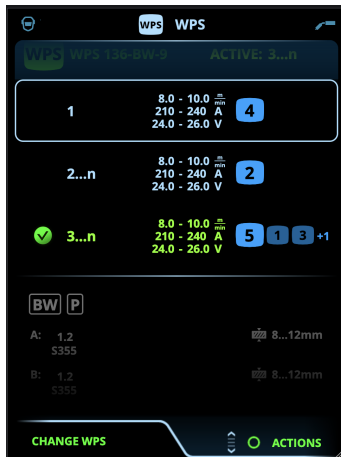 WPS WPS
WPS WPS 136-BW-9 ACTIVE: 3...n
1 8.0 - 10.0 m/min 4
210 - 240 A
24.0 - 26.0 V
2...n 8.0 - 10.0 m/min 2
210 - 240 A
24.0 - 26.0 V
3...n 8.0 - 10.0 m/min 5 1 3 +1
210 - 240 A
24.0 - 26.0 V
BW P
A: 1.2 8...12mm
S355
B: 1.2 8...12mm
S355
CHANGE WPS ACTIONS